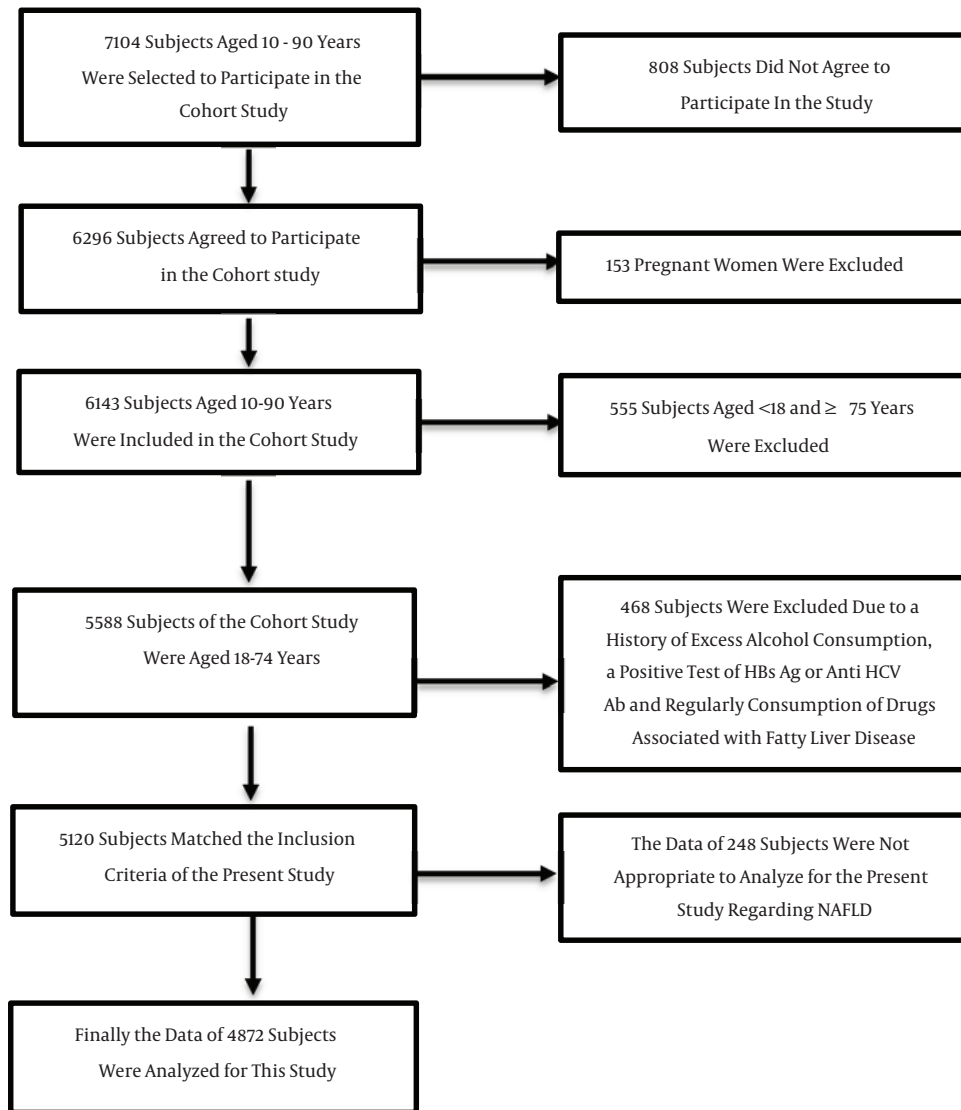 7104 Subjects Aged 10 - 90 Years
Were Selected to Participate in the
Cohort Study
808 Subjects Did Not Agree to
Participate In the Study
6296 Subjects Agreed to Participate
in the Cohort study
153 Pregnant Women Were Excluded
6143 Subjects Aged 10-90 Years
Were Included in the Cohort Study
555 Subjects Aged <18 and ≥ 75 Years
Were Excluded
5588 Subjects of the Cohort Study
Were Aged 18-74 Years
468 Subjects Were Excluded Due to a
History of Excess Alcohol Consumption,
a Positive Test of HBs Ag or Anti HCV
Ab and Regularly Consumption of Drugs
Associated with Fatty Liver Disease
5120 Subjects Matched the Inclusion
Criteria of the Present Study
The Data of 248 Subjects Were Not
Appropriate to Analyze for the Present
Study Regarding NAFLD
Finally the Data of 4872 Subjects
Were Analyzed for This Study